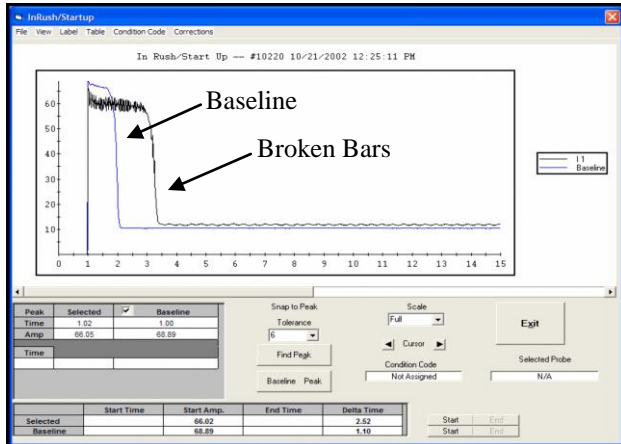 InRush/Startup
File View Label Table Condition Code Corrections
In Rush/Start Up -- #10220 10/21/2002 12:25:11 PM
Baseline
Broken Bars
60
50
40
30
20
10
0 1 2 3 4 5 6 7 8 9 10 11 12 13 14 15
I 1
Baseline
Peak Selected Baseline
Time 1.02 1.00
Amp 66.05 68.89
Time
Snap to Peak
Tolerance
6
Find Peak
Baseline Peak
Scale
Full
Cursor
Condition Code
Not Assigned
Exit
Selected Probe
N/A
Start Time Start Amp. End Time Delta Time
Selected 66.02 2.52
Baseline 68.89 1.10
Start End
Start End